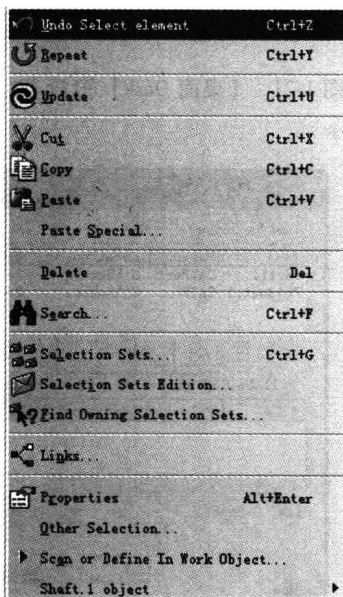 Undo Select element Ctrl+Z
Repeat Ctrl+Y
Update Ctrl+U
Cut Ctrl+X
Copy Ctrl+C
Paste Ctrl+V
Paste Special...
Delete Del
Search... Ctrl+F
Selection Sets... Ctrl+G
Selection Sets Edition...
Find Owning Selection Sets...
Links...
Properties Alt+Enter
Other Selection...
Scan or Define In Work Object...
Shaft.1 object